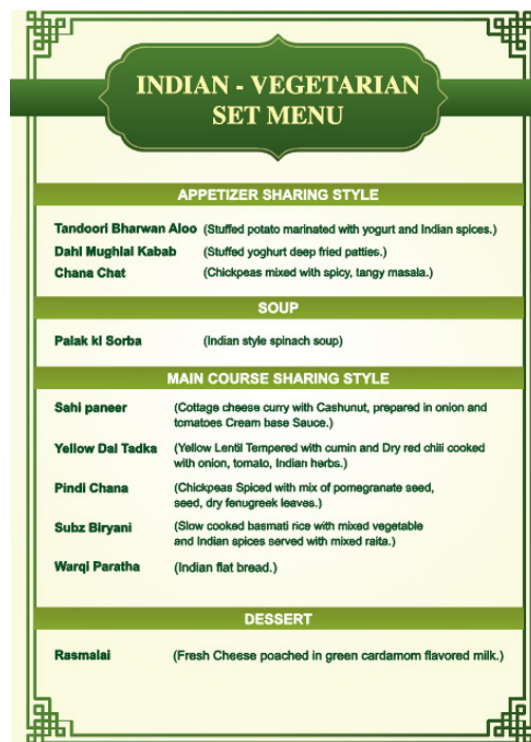 INDIAN - VEGETARIAN
SET MENU
APPETIZER SHARING STYLE
Tandoori Bharwan Aloo (Stuffed potato marinated with yogurt and Indian spices.)
Dahi Mughlai Kabab (Stuffed yoghurt deep fried patties.)
Chana Chat (Chickpeas mixed with spicy, tangy masala.)
SOUP
Palak ki Sorba (Indian style spinach soup)
MAIN COURSE SHARING STYLE
Sahi paneer (Cottage cheese curry with Cashunut, prepared in onion and
tomatoes Cream base Sauce.)
Yellow Dal Tadka (Yellow Lentil Tempered with cumin and Dry red chili cooked
with onion, tomato, Indian herbs.)
Pindi Chana (Chickpeas Spiced with mix of pomegranate seed,
seed, dry fenugreek leaves.)
Subz Biryani (Slow cooked basmati rice with mixed vegetable
and Indian spices served with mixed raita.)
Warqi Paratha (Indian flat bread.)
DESSERT
Rasmalai (Fresh Cheese poached in green cardamom flavored milk.)